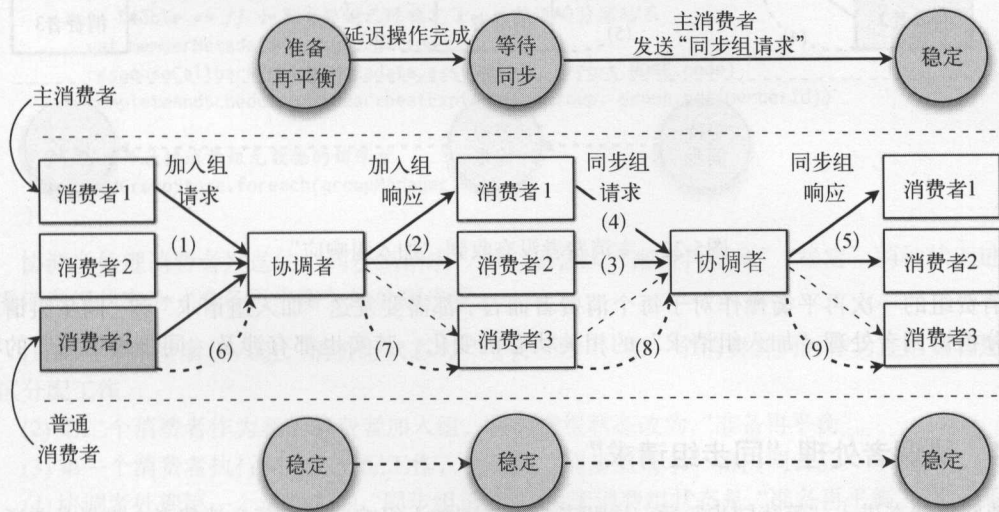 准备
再平衡
延迟操作完成
等待
同步
主消费者
发送“同步组请求”
稳定
主消费者
加入组
请求
加入组
响应
同步组
请求
同步组
响应
消费者1
(1)
(2)
消费者1
(4)
(5)
消费者1
消费者2
协调者
消费者2
(3)
协调者
消费者2
消费者3
(6)
(7)
消费者3
(8)
(9)
消费者3
普通
消费者
稳定
稳定
稳定